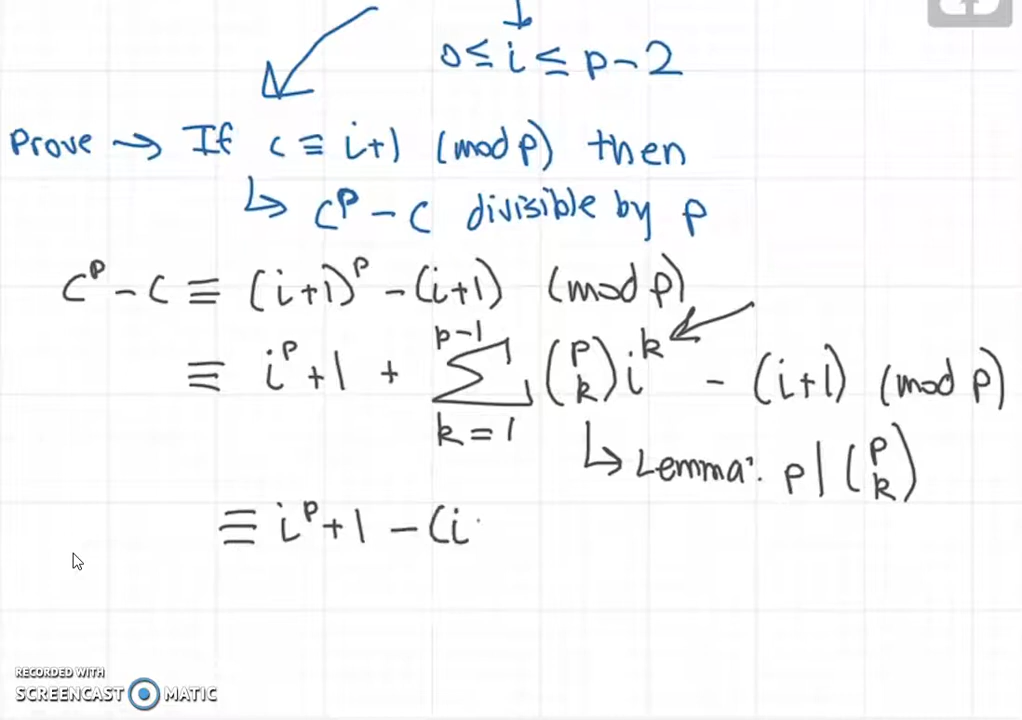 0 ≤ i ≤ p-2
Prove → If c ≡ i+1 (mod p) then
↳ c^p - c divisible by p
c^p - c ≡ (i+1)^p - (i+1) (mod p)
≡ i^p + 1 + ∑_{k=1}^{p-1} (p k) i^k - (i+1) (mod p)
↳ Lemma: p | (p k)
≡ i^p + 1 - (i
RECORDED WITH
SCREENCAST MATIC